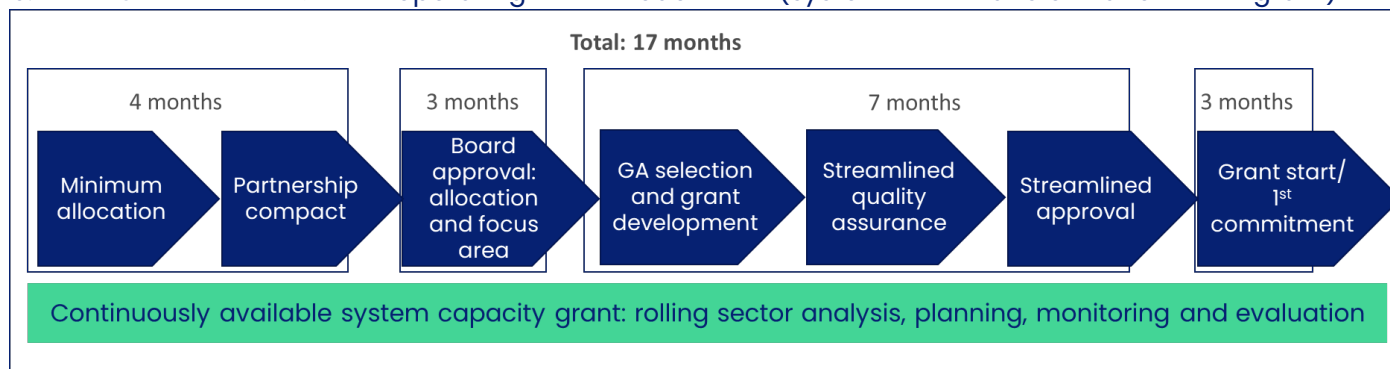 Total: 17 months
4 months
3 months
7 months
3 months
Minimum
allocation
Partnership
compact
Board
approval:
allocation
and focus
area
GA selection
and grant
development
Streamlined
quality
assurance
Streamlined
approval
Grant start/
1st
commitment
Continuously available system capacity grant: rolling sector analysis, planning, monitoring and evaluation